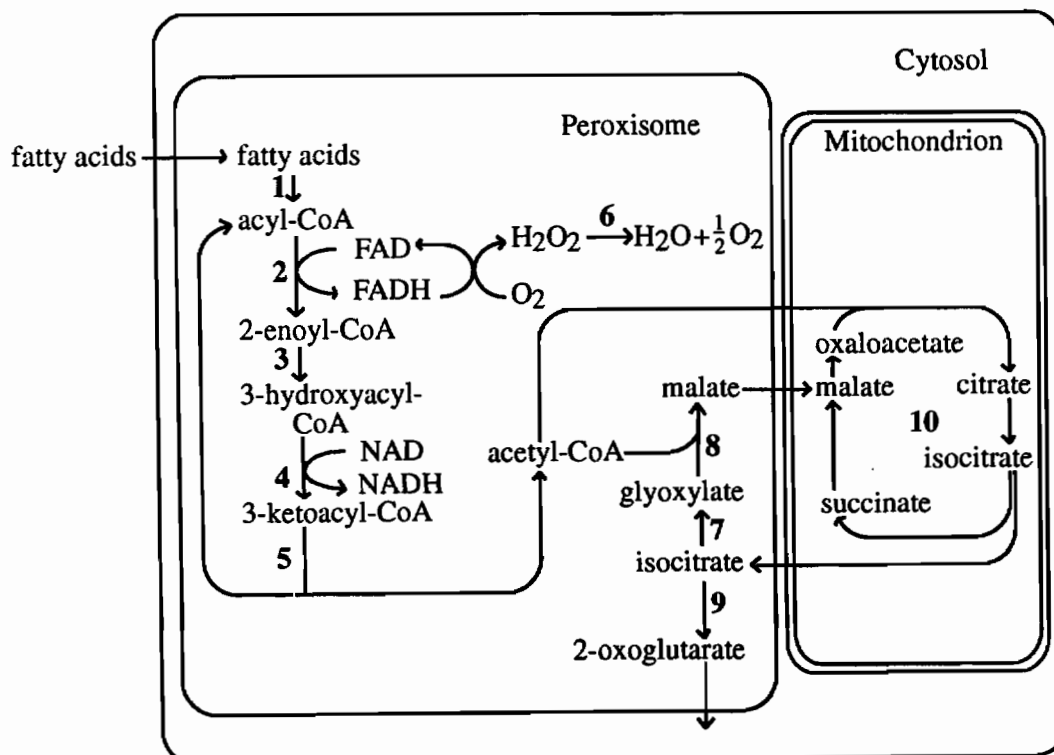 Cytosol
Peroxisome
Mitochondrion
fatty acids
fatty acids
1
acyl-CoA
2
FAD
FADH
H2O2
6
H2O+½O2
O2
2-enoyl-CoA
3
3-hydroxyacyl-
CoA
4
NAD
NADH
3-ketoacyl-CoA
5
acetyl-CoA
malate
8
glyoxylate
7
isocitrate
9
2-oxoglutarate
oxaloacetate
malate
citrate
10
isocitrate
succinate